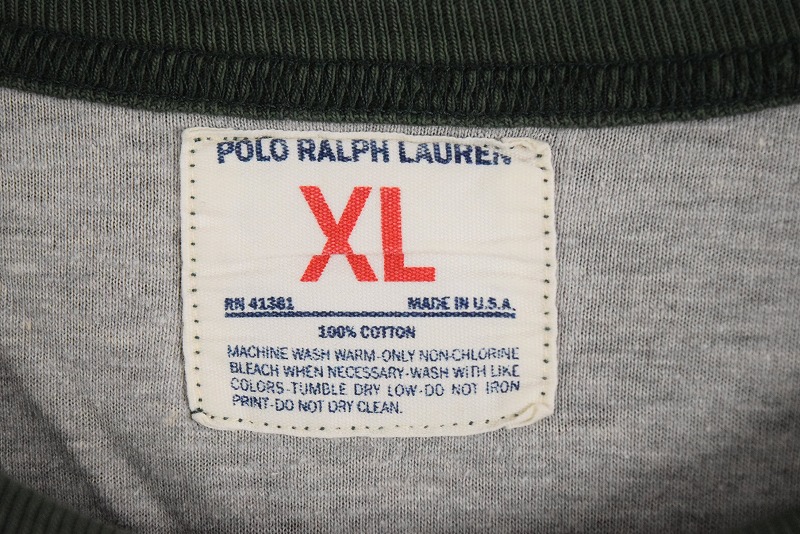 POLO RALPH LAUREN
XL
RN 41381 MADE IN U.S.A.
100% COTTON
MACHINE WASH WARM-ONLY NON-CHLORINE
BLEACH WHEN NECESSARY-WASH WITH LIKE
COLORS-TUMBLE DRY LOW-DO NOT IRON
PRINT-DO NOT DRY CLEAN.